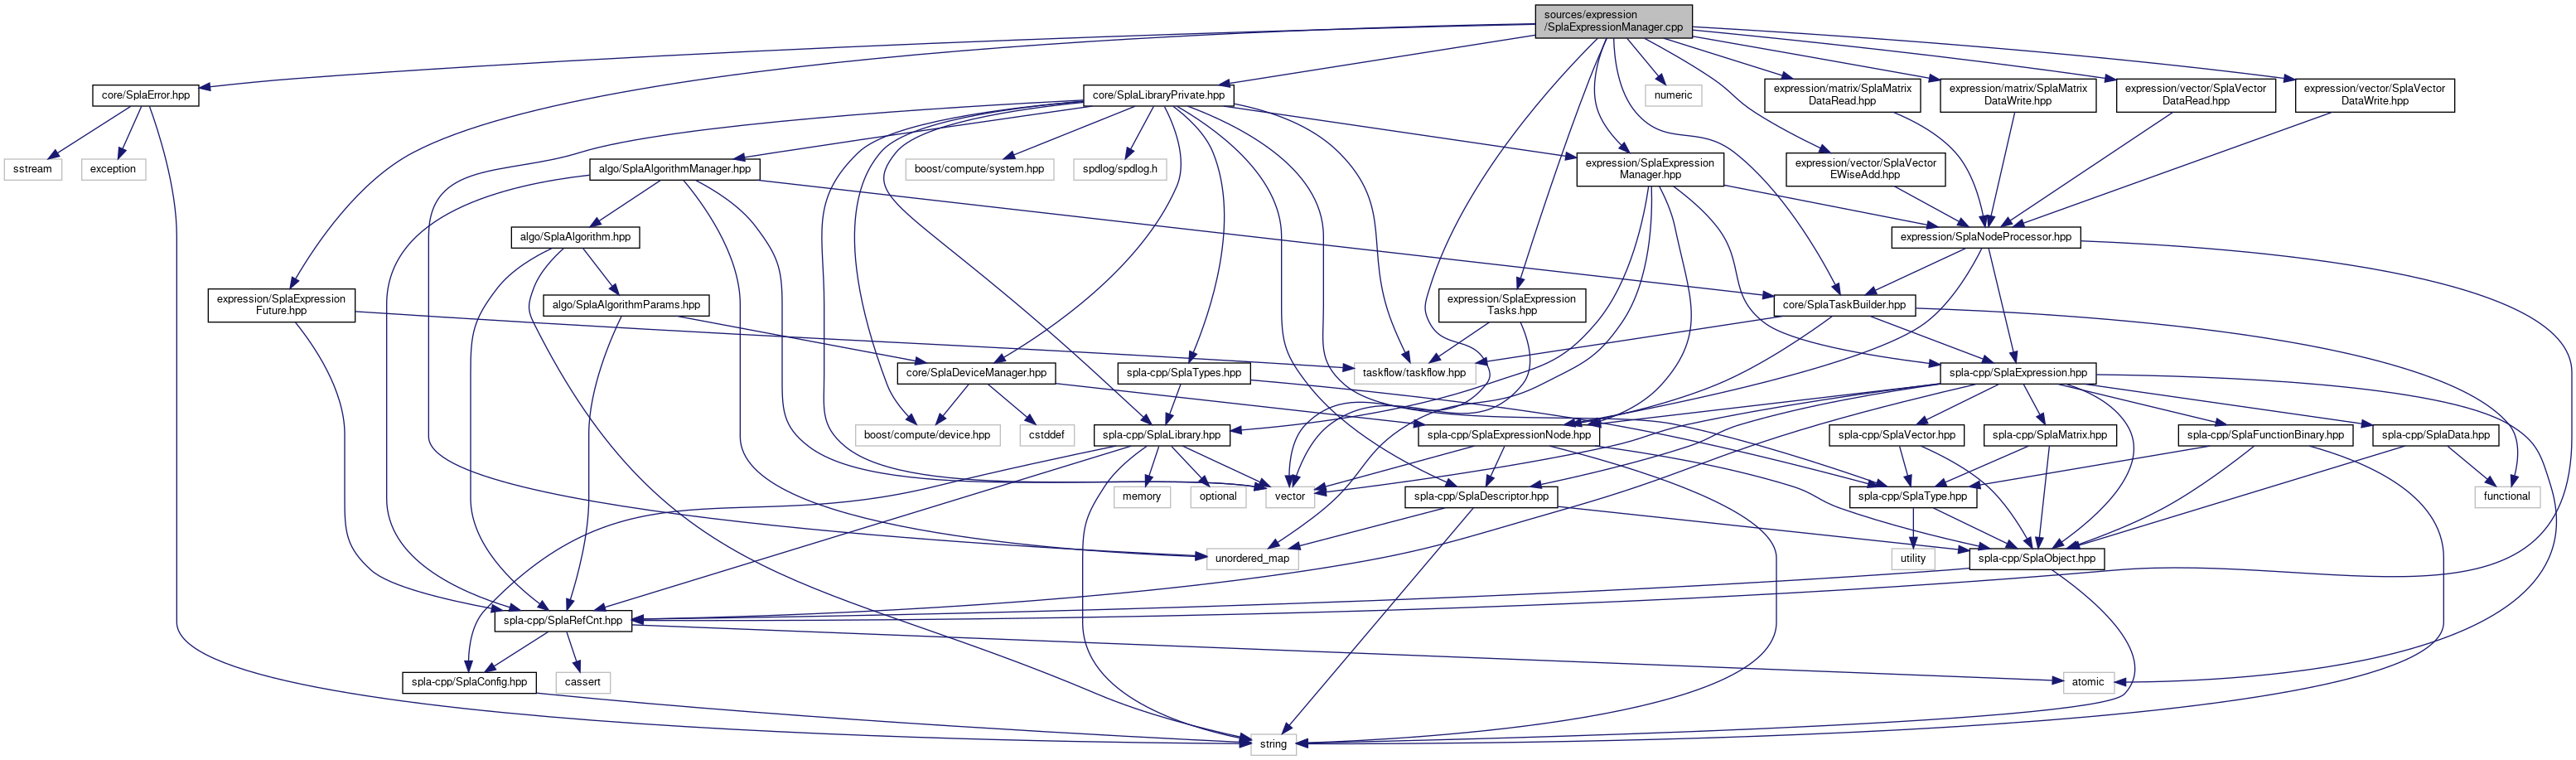 sources/expression
/SplaExpressionManager.cpp
core/SplaError.hpp
core/SplaLibraryPrivate.hpp
numeric
expression/matrix/SplaMatrix
DataRead.hpp
expression/matrix/SplaMatrix
DataWrite.hpp
expression/vector/SplaVector
DataRead.hpp
expression/vector/SplaVector
DataWrite.hpp
sstream
exception
algo/SplaAlgorithmManager.hpp
boost/compute/system.hpp
spdlog/spdlog.h
expression/SplaExpression
Manager.hpp
expression/vector/SplaVector
EWiseAdd.hpp
algo/SplaAlgorithm.hpp
expression/SplaNodeProcessor.hpp
expression/SplaExpression
Future.hpp
algo/SplaAlgorithmParams.hpp
expression/SplaExpression
Tasks.hpp
core/SplaTaskBuilder.hpp
core/SplaDeviceManager.hpp
spla-cpp/SplaTypes.hpp
taskflow/taskflow.hpp
spla-cpp/SplaExpression.hpp
boost/compute/device.hpp
cstddef
spla-cpp/SplaLibrary.hpp
spla-cpp/SplaExpressionNode.hpp
spla-cpp/SplaVector.hpp
spla-cpp/SplaMatrix.hpp
spla-cpp/SplaFunctionBinary.hpp
spla-cpp/SplaData.hpp
memory
optional
vector
spla-cpp/SplaDescriptor.hpp
spla-cpp/SplaType.hpp
functional
unordered_map
utility
spla-cpp/SplaObject.hpp
spla-cpp/SplaRefCnt.hpp
spla-cpp/SplaConfig.hpp
cassert
atomic
string